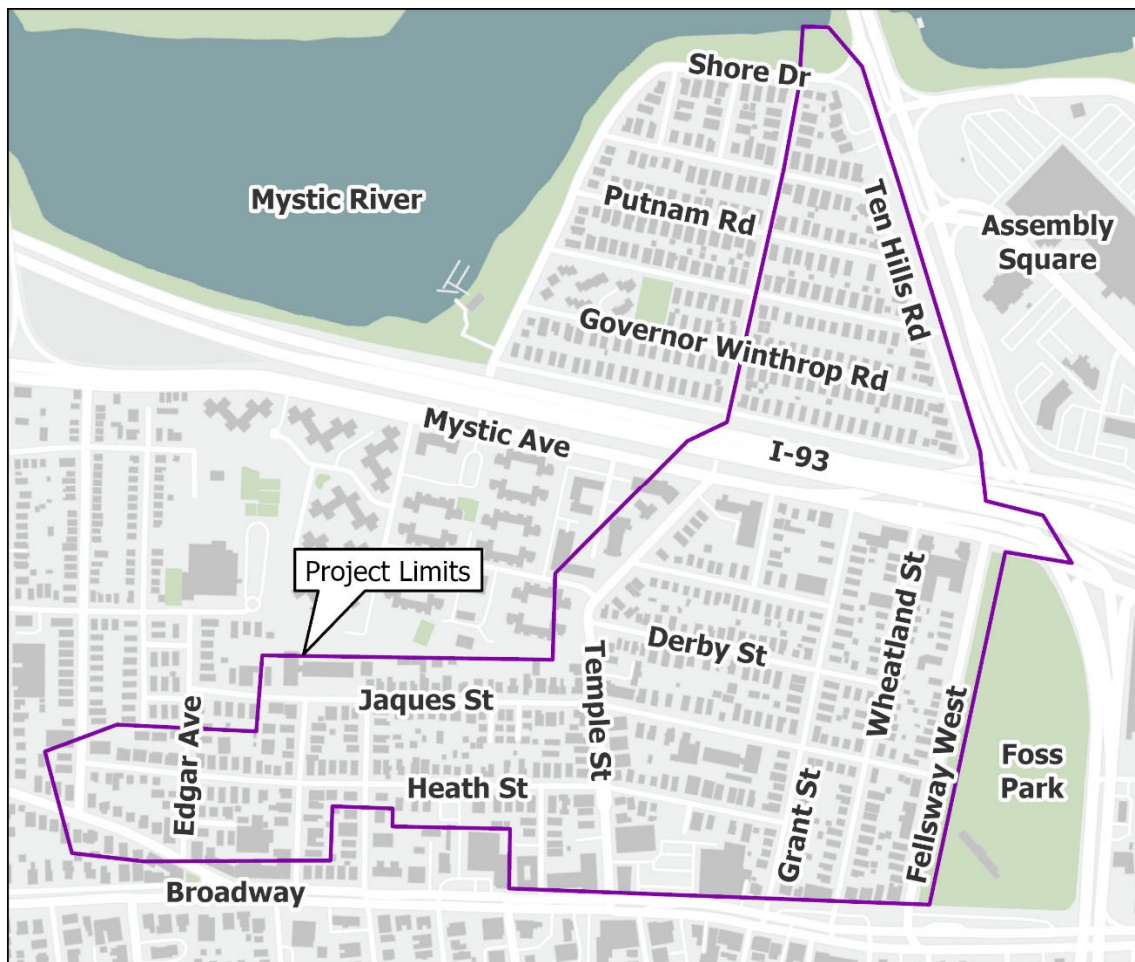 Shore Dr
Mystic River
Putnam Rd
Ten Hills Rd
Assembly
Square
Governor Winthrop Rd
Mystic Ave
I-93
Project Limits
Wheatland St
Derby St
Temple St
Jaques St
Edgar Ave
Heath St
Grant St
Fellsway West
Foss
Park
Broadway